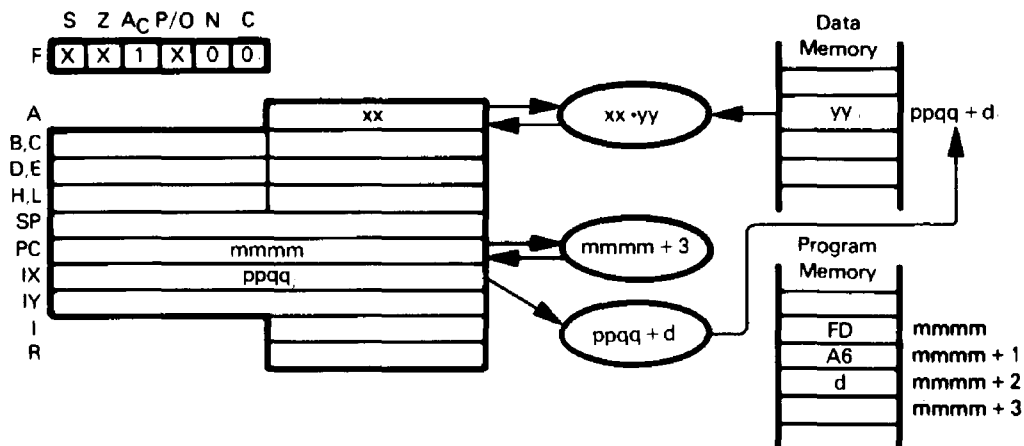 S Z AC P/O N C
F X X 1 X 0 0
Data
Memory
A xx
xx · yy
yy ppqq + d
B,C
D,E
H,L
SP
PC mmmm
mmmm + 3
IX ppqq
IY
I
R
ppqq + d
Program
Memory
FD mmmm
A6 mmmm + 1
d mmmm + 2
mmmm + 3